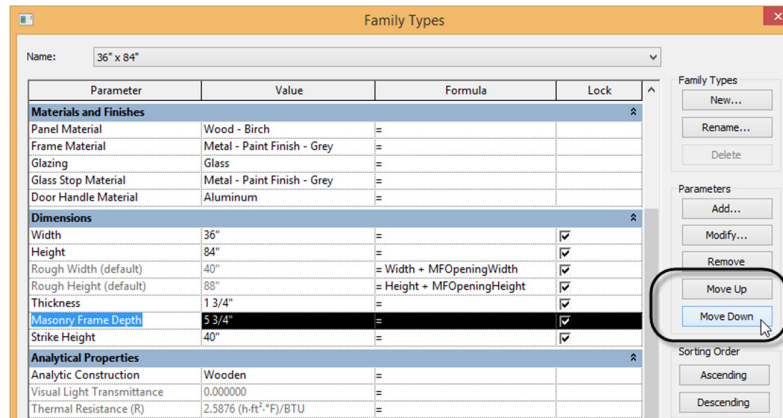 Family Types
Name: 36" x 84"
Parameter Value Formula Lock
Materials and Finishes
Panel Material Wood - Birch =
Frame Material Metal - Paint Finish - Grey =
Glazing Glass =
Glass Stop Material Metal - Paint Finish - Grey =
Door Handle Material Aluminum =
Dimensions
Width 36" =
Height 84" =
Rough Width (default) 40" = Width + MFOpeningWidth
Rough Height (default) 88" = Height + MFOpeningHeight
Thickness 1 3/4" =
Masonry Frame Depth 5 3/4" =
Strike Height 40" =
Analytical Properties
Analytic Construction Wooden =
Visual Light Transmittance 0.000000 =
Thermal Resistance (R) 2.5876 (h·ft²·°F)/BTU =
Family Types
New...
Rename...
Delete
Parameters
Add...
Modify...
Remove
Move Up
Move Down
Sorting Order
Ascending
Descending